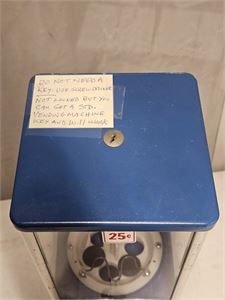 DO NOT NEED A
KEY. USE SCREWDRIVER
NOT LOCKED BUT YOU
CAN GET A STD.
VENDING MACHINE
KEY AND IT'll WORK
25¢